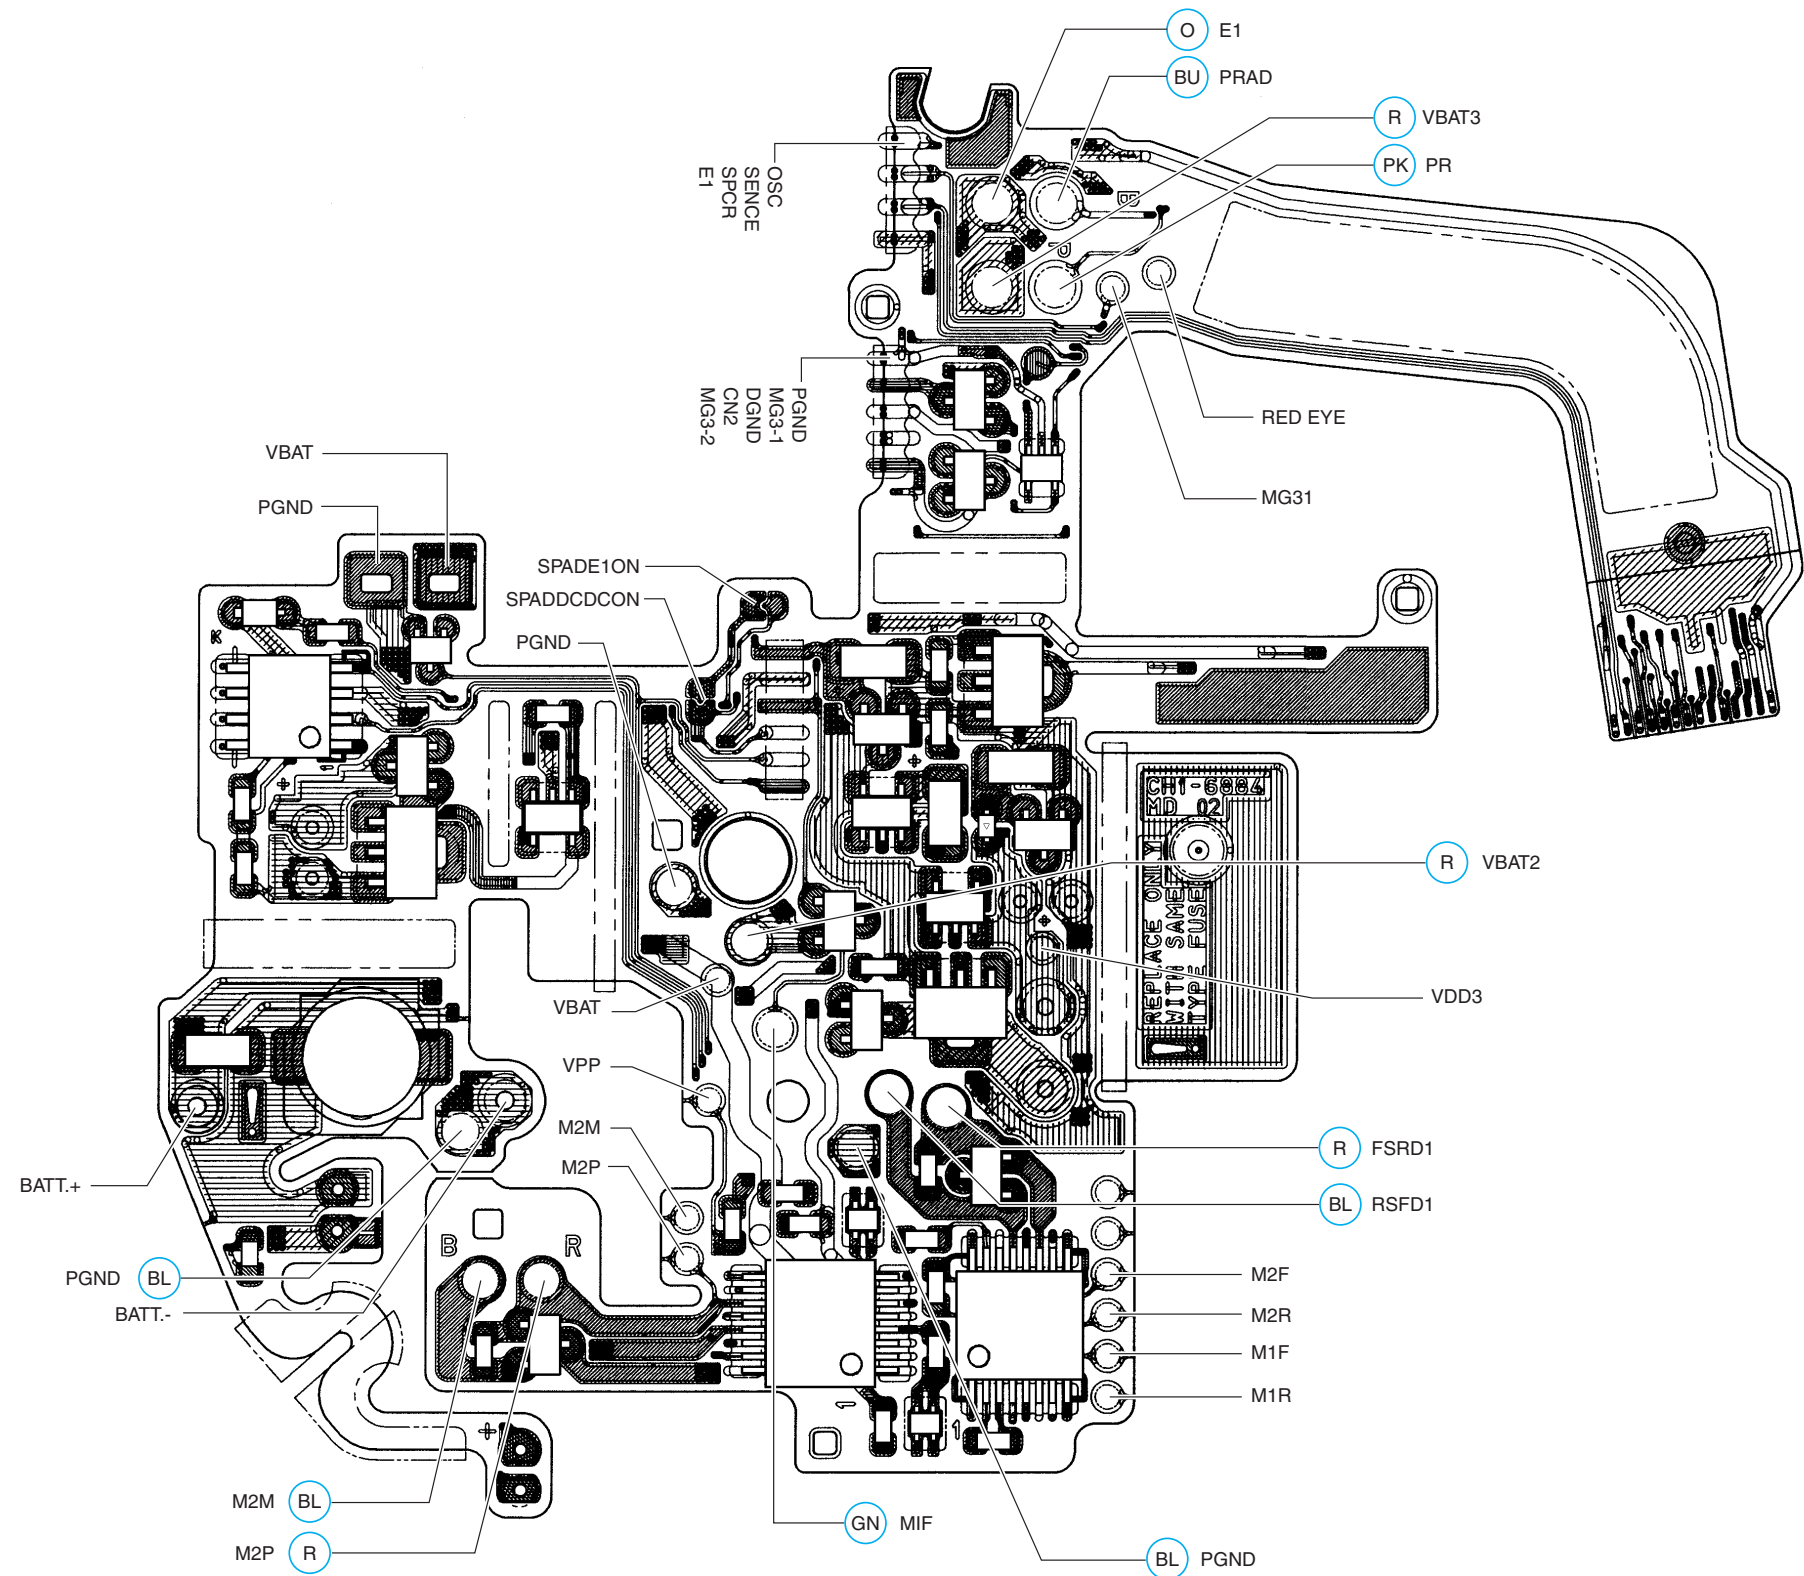 O E1
BU PRAD
R VBAT3
PK PR
OSC
SENCE
SPCR
E1
B
P
PGND
MG3-1
DGND
CN2
MG3-2
RED EYE
MG31
VBAT
PGND
SPADE1ON
SPADDCDCON
PGND
K
+
-
+
CH1-6884
MD 02
REPLACE ONLY
WITH SAME
TYPE FUSE
R VBAT2
+
VDD3
VBAT
VPP
M2M
M2P
BATT.+
R FSRD1
BL RSFD1
B R
PGND BL
BATT.-
M2F
M2R
M1F
M1R
1
1
+
M2M BL
M2P R
GN MIF
BL PGND